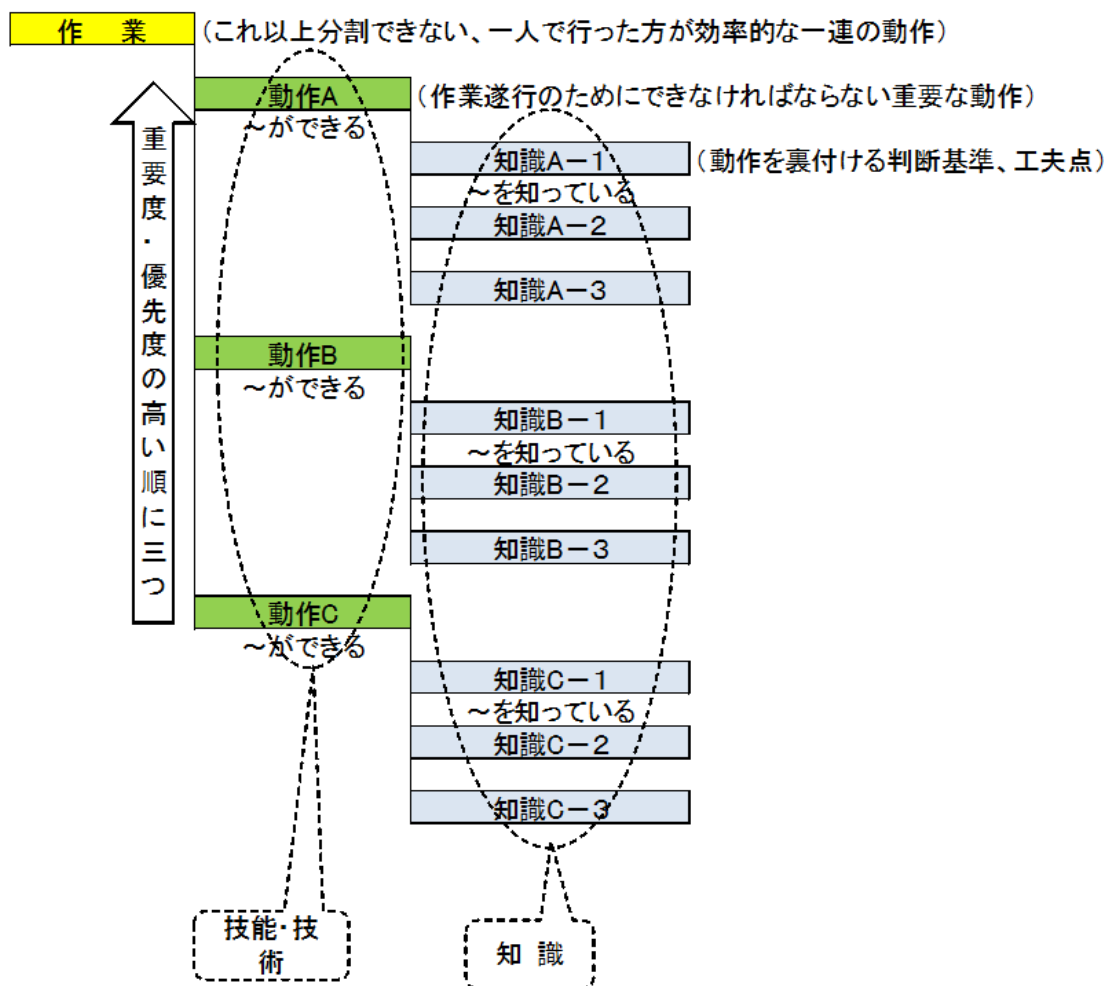 作　業 (これ以上分割できない、一人で行った方が効率的な一連の動作)
動作A (作業遂行のためにできなければならない重要な動作)
～ができる
知識A－1 (動作を裏付ける判断基準、工夫点)
～を知っている
知識A－2
知識A－3
動作B
～ができる
知識B－1
～を知っている
知識B－2
知識B－3
動作C
～ができる
知識C－1
～を知っている
知識C－2
知識C－3
重要度・優先度の高い順に三つ
技能・技
術
知 識